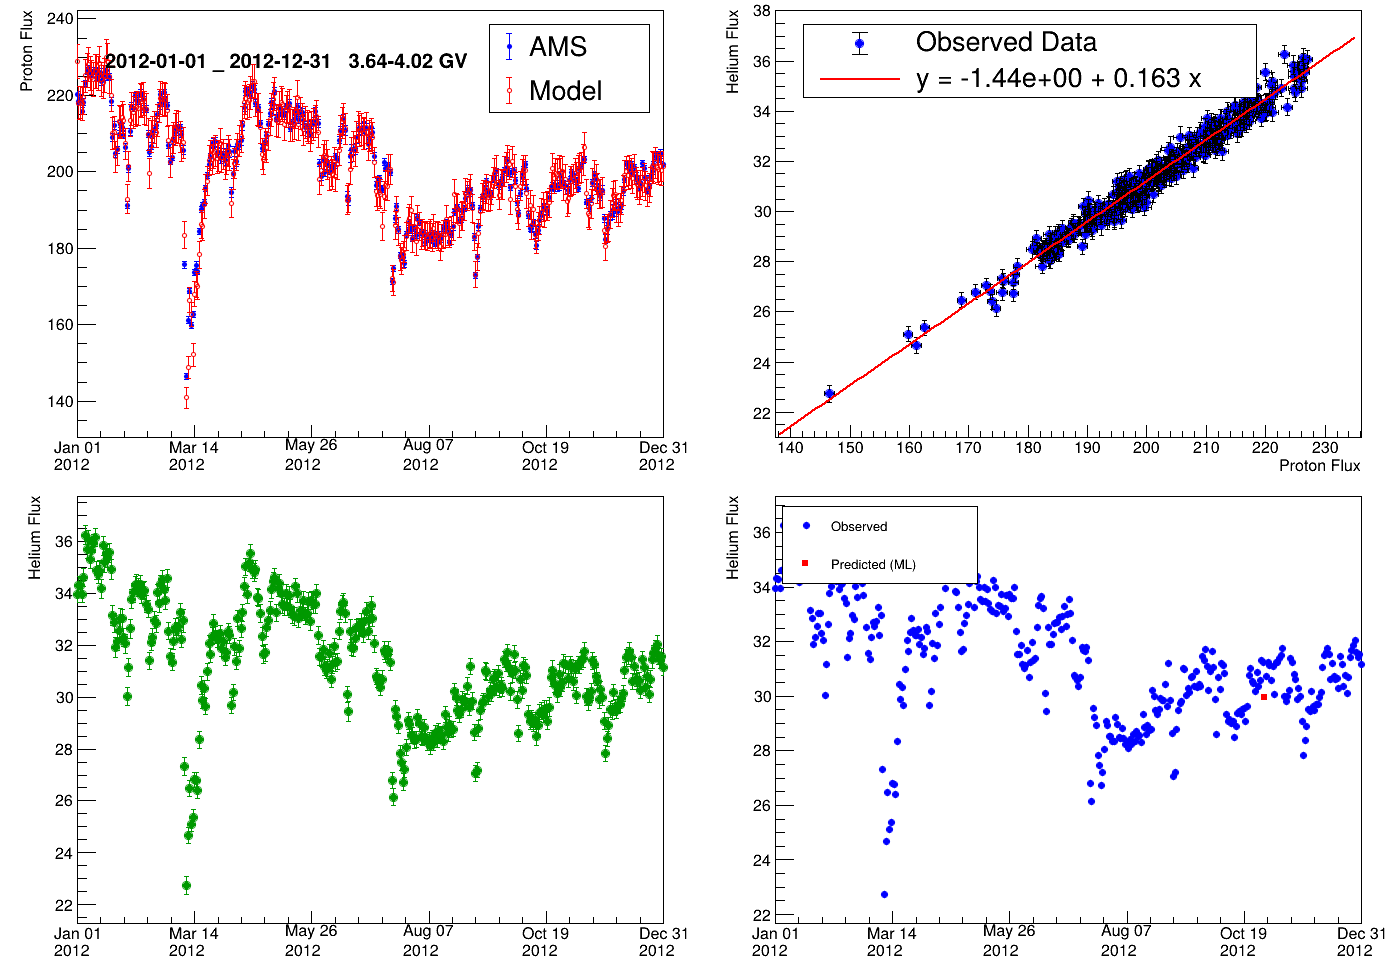 Proton Flux
240
220
200
180
160
140
2012-01-01 _ 2012-12-31 3.64-4.02 GV
AMS
Model
Jan 01 2012
Mar 14 2012
May 26 2012
Aug 07 2012
Oct 19 2012
Dec 31 2012
Helium Flux
38
36
34
32
30
28
26
24
22
Observed Data
y = -1.44e+00 + 0.163 x
140 150 160 170 180 190 200 210 220 230
Proton Flux
Helium Flux
36
34
32
30
28
26
24
22
Jan 01 2012
Mar 14 2012
May 26 2012
Aug 07 2012
Oct 19 2012
Dec 31 2012
Helium Flux
36
34
32
30
28
26
24
22
Observed
Predicted (ML)
Jan 01 2012
Mar 14 2012
May 26 2012
Aug 07 2012
Oct 19 2012
Dec 31 2012